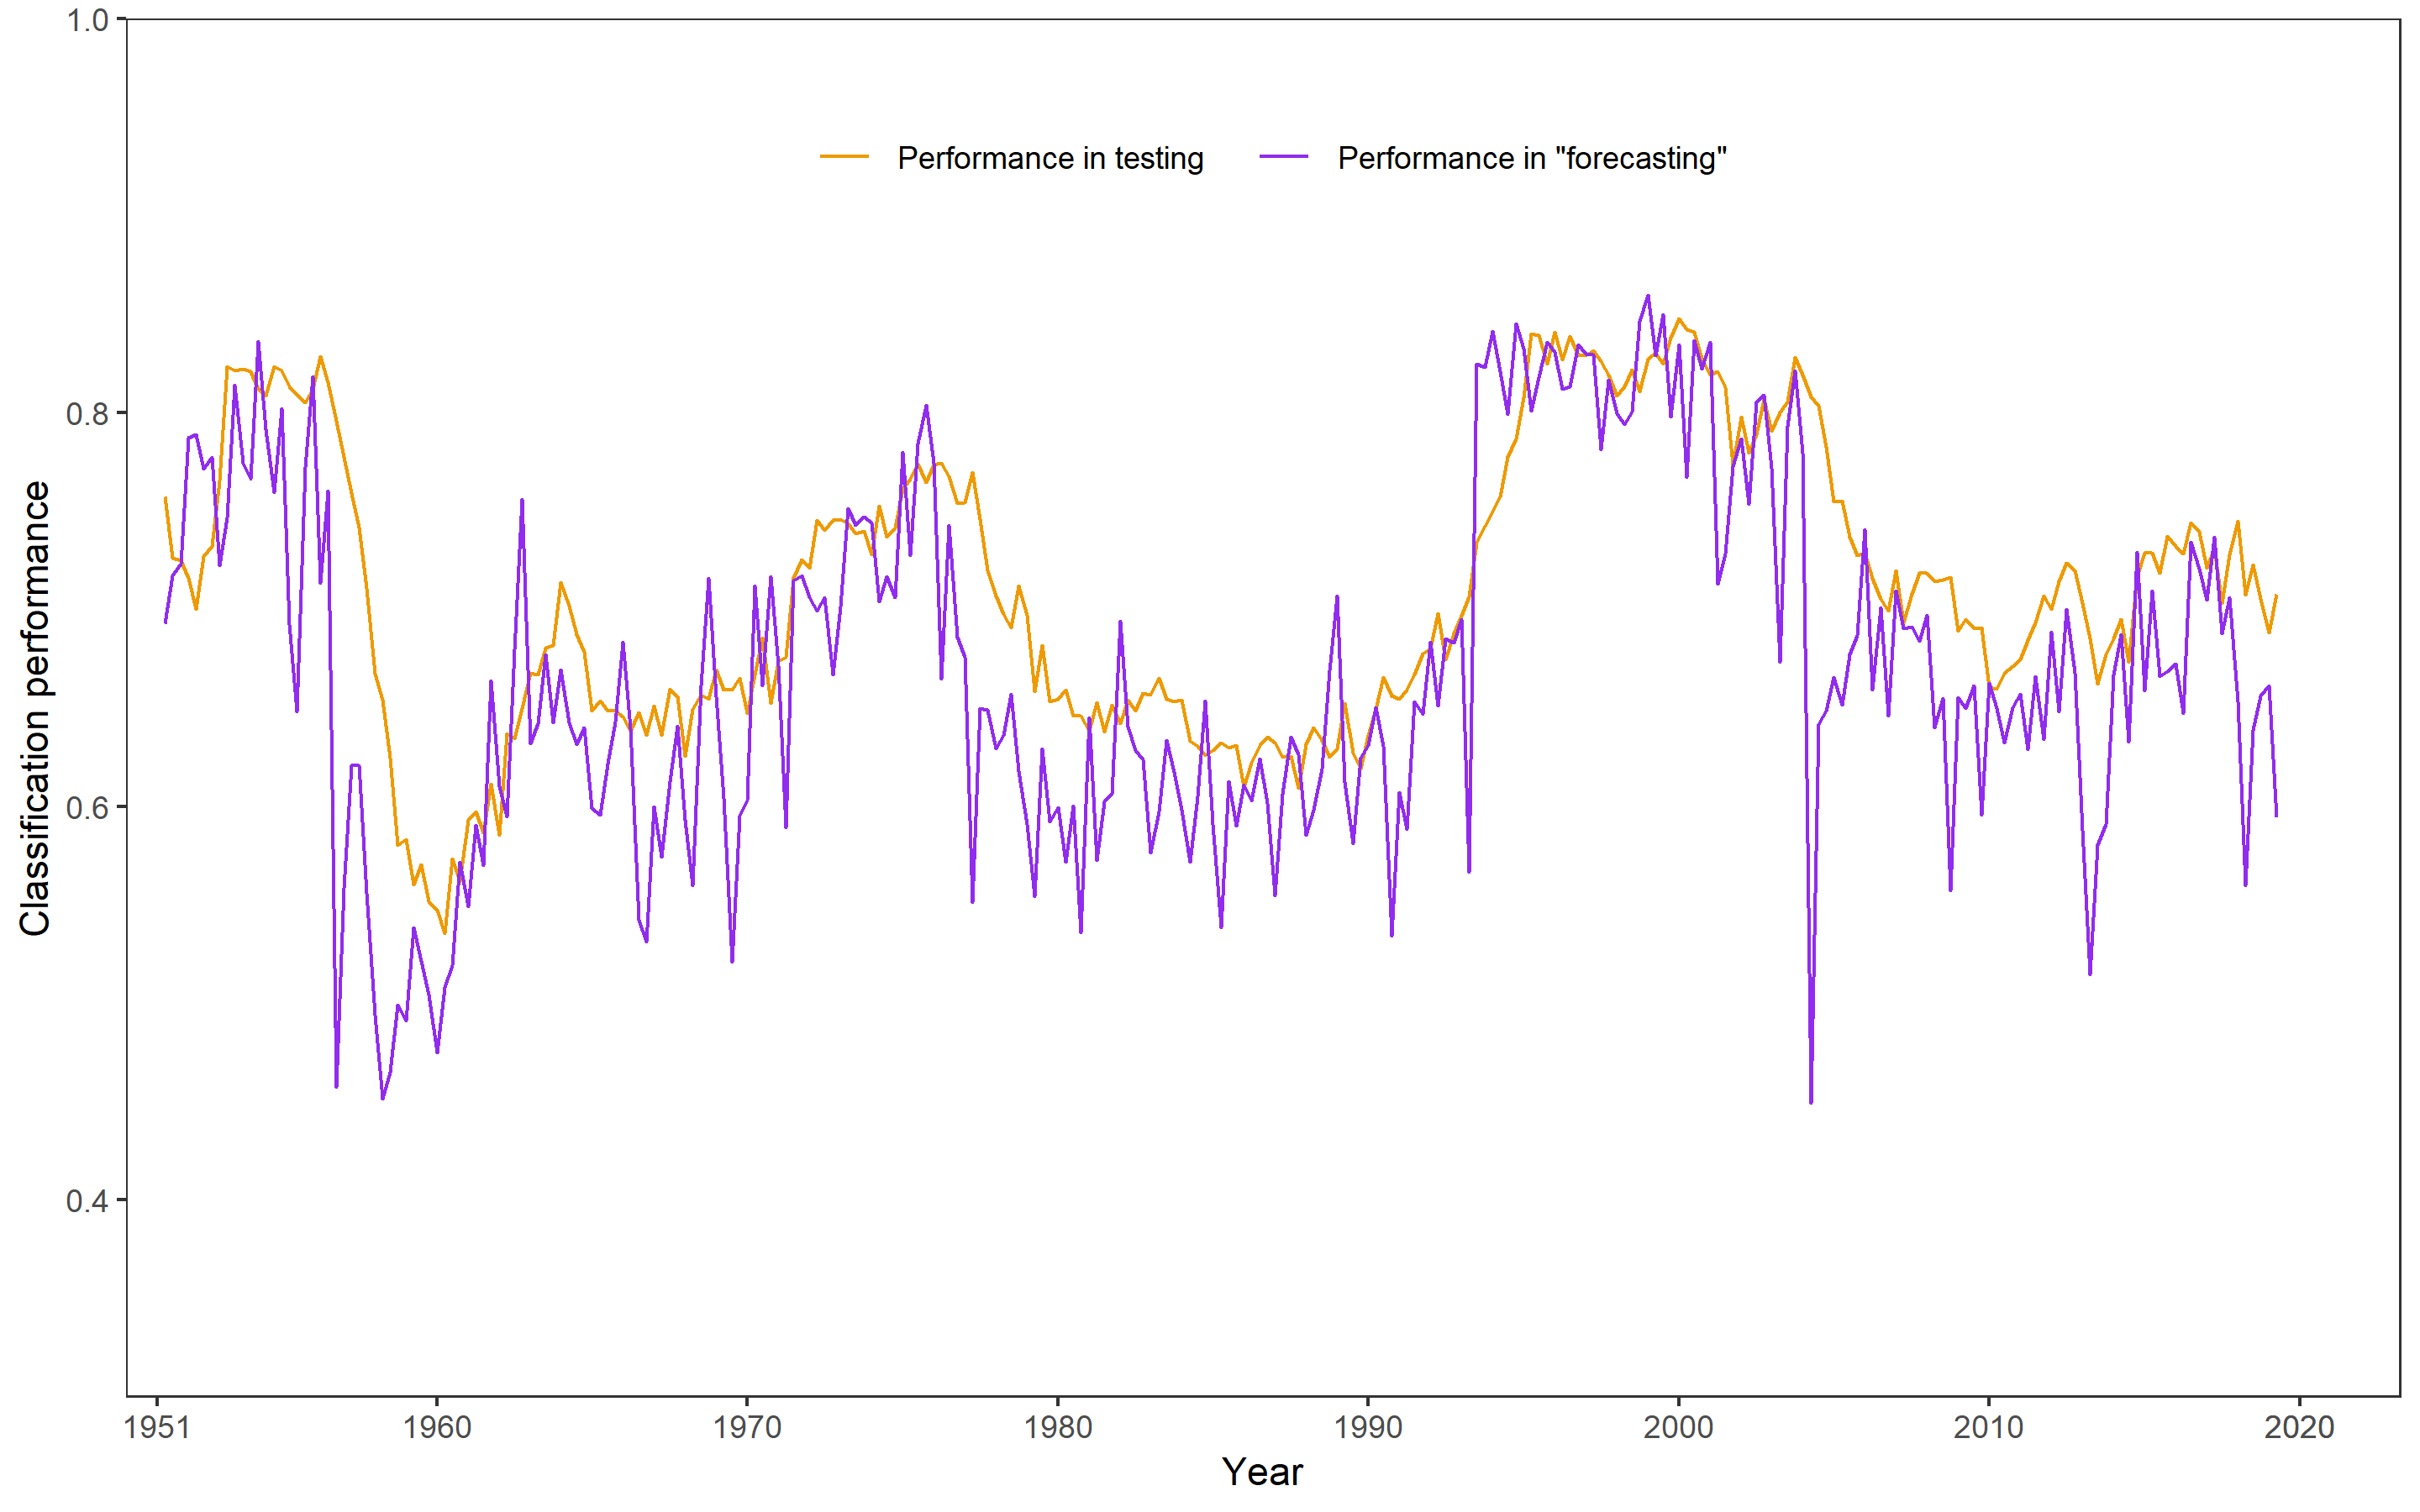 1.0
Performance in testing
Performance in "forecasting"
0.8
0.6
0.4
Classification performance
1951 1960 1970 1980 1990 2000 2010 2020
Year